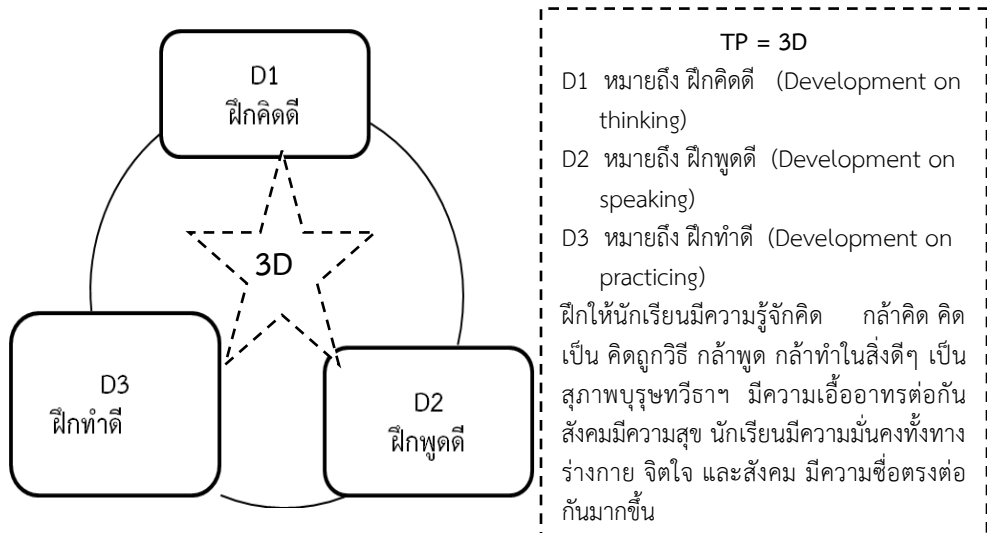 D1
ฝึกคิดดี
3D
D3
ฝึกทำดี
D2
ฝึกพูดดี
TP = 3D
D1 หมายถึง ฝึกคิดดี (Development on
thinking)
D2 หมายถึง ฝึกพูดดี (Development on
speaking)
D3 หมายถึง ฝึกทำดี (Development on
practicing)
ฝึกให้นักเรียนมีความรู้จักคิด กล้าคิด คิด
เป็น คิดถูกวิธี กล้าพูด กล้าทำในสิ่งดีๆ เป็น
สุภาพบุรุษทวีธาฯ มีความเอื้ออาทรต่อกัน
สังคมมีความสุข นักเรียนมีความมั่นคงทั้งทาง
ร่างกาย จิตใจ และสังคม มีความซื่อตรงต่อ
กันมากขึ้น